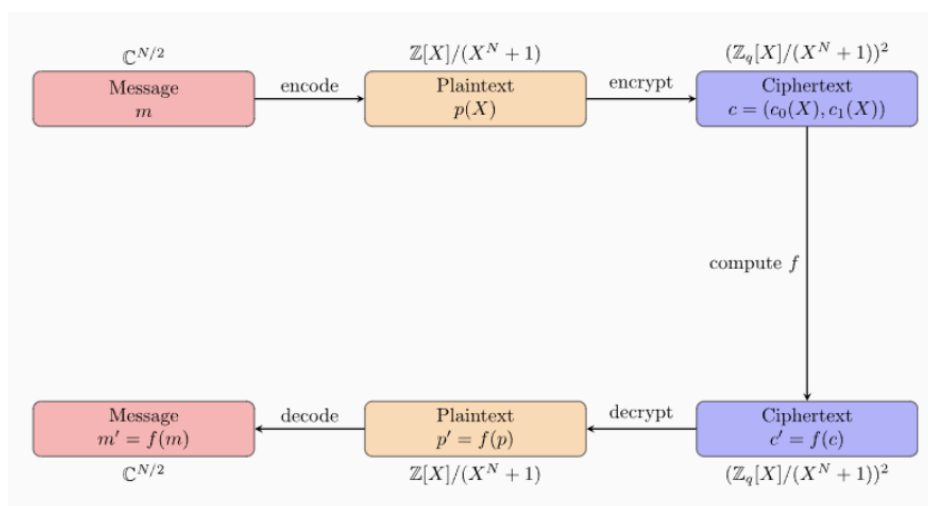 ℂ^{N/2}
ℤ[X]/(X^N + 1)
(ℤ_q[X]/(X^N + 1))^2
Message
m
encode
Plaintext
p(X)
encrypt
Ciphertext
c = (c_0(X), c_1(X))
compute f
Message
m′ = f(m)
decode
Plaintext
p′ = f(p)
decrypt
Ciphertext
c′ = f(c)
ℂ^{N/2}
ℤ[X]/(X^N + 1)
(ℤ_q[X]/(X^N + 1))^2